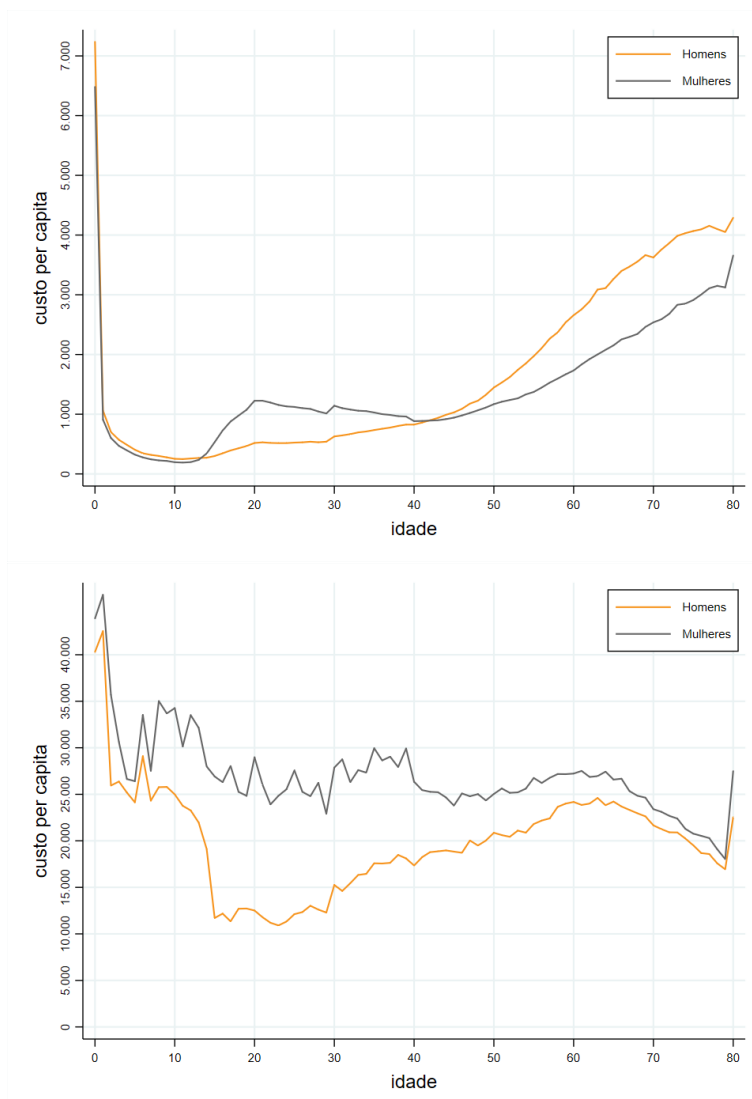 Homens
Mulheres
custo per capita
7 000
6 000
5 000
4 000
3 000
2 000
1 000
0
0 10 20 30 40 50 60 70 80
idade
Homens
Mulheres
custo per capita
40 000
35 000
30 000
25 000
20 000
15 000
10 000
5 000
0
0 10 20 30 40 50 60 70 80
idade